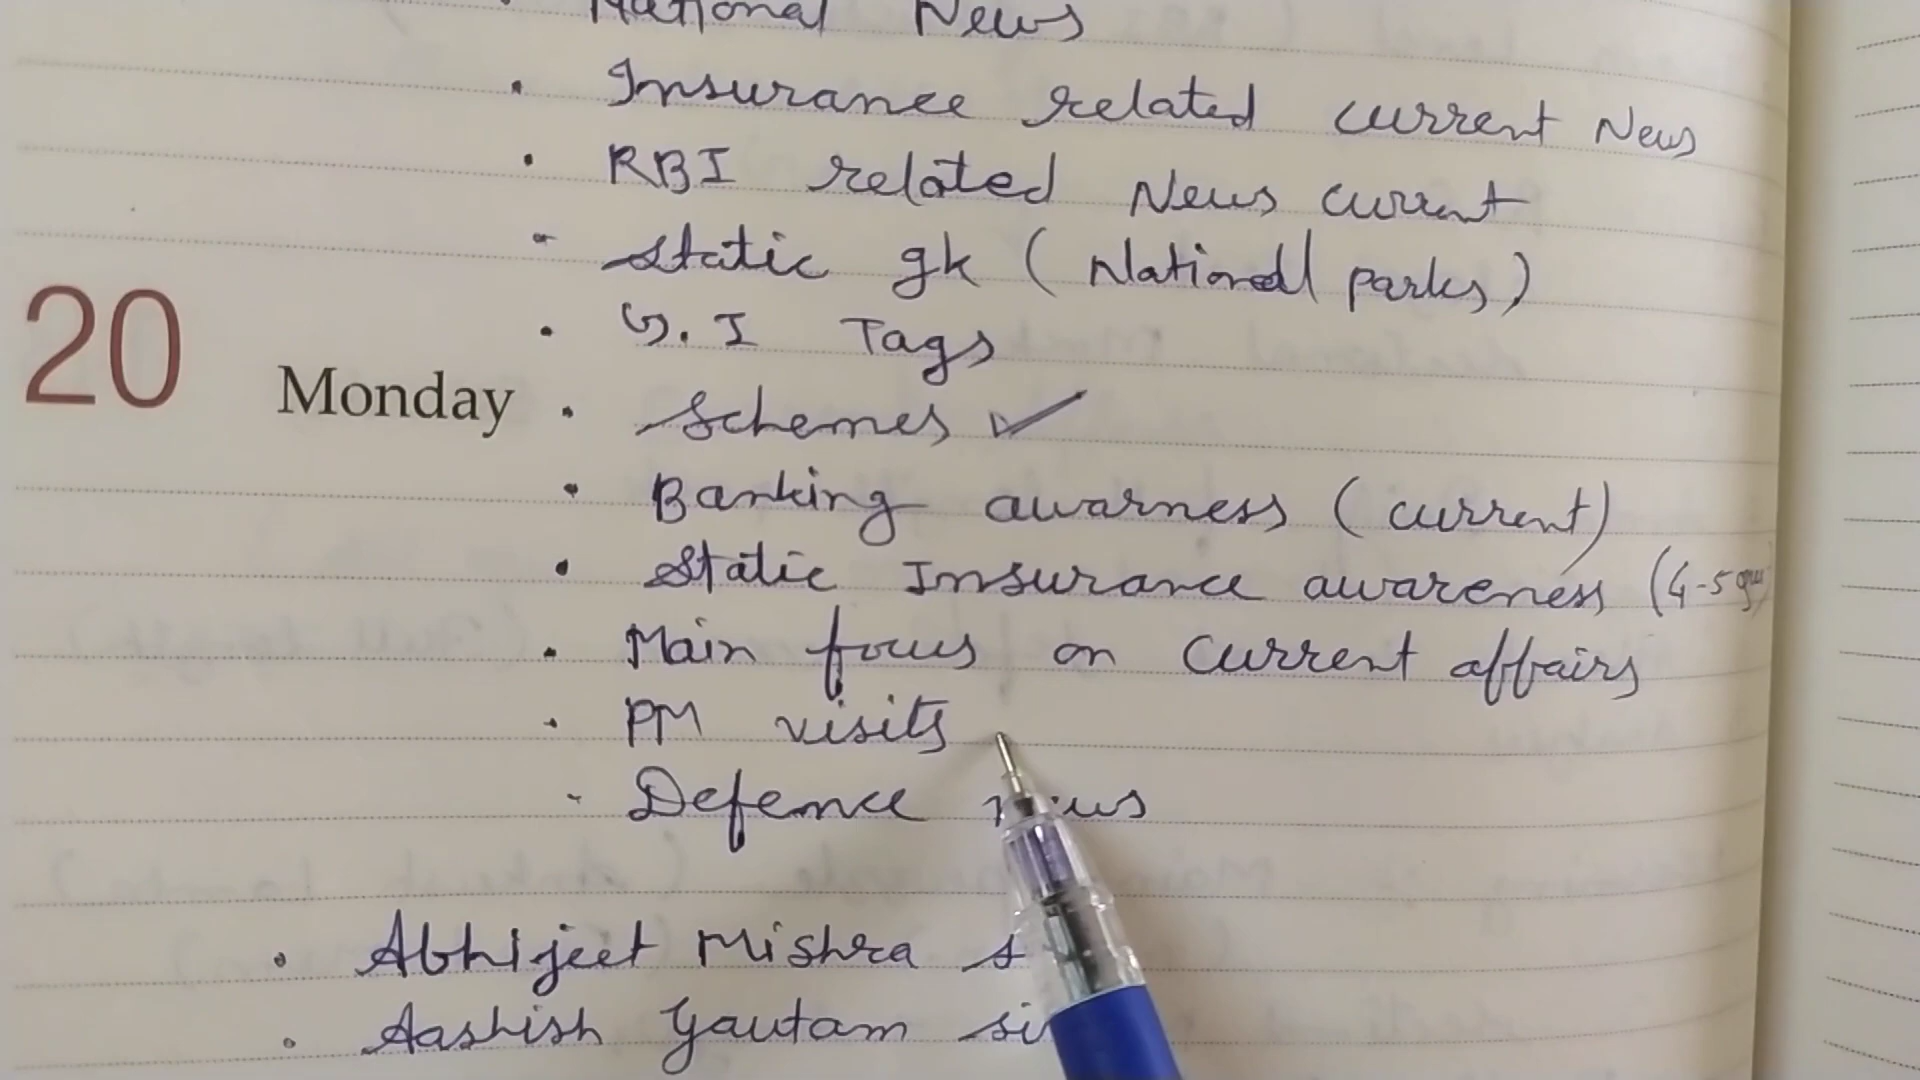 • National News
• Insurance related current News
• RBI related News current
- Static gk (National parks)
• G.I Tags
20 Monday • Schemes ✓
• Banking awarness (current)
• Static Insurance awareness (4-5
• Main focus on current affairs
• PM visits
- Defence
• Abhijeet Mishra
• Aashish Gautam